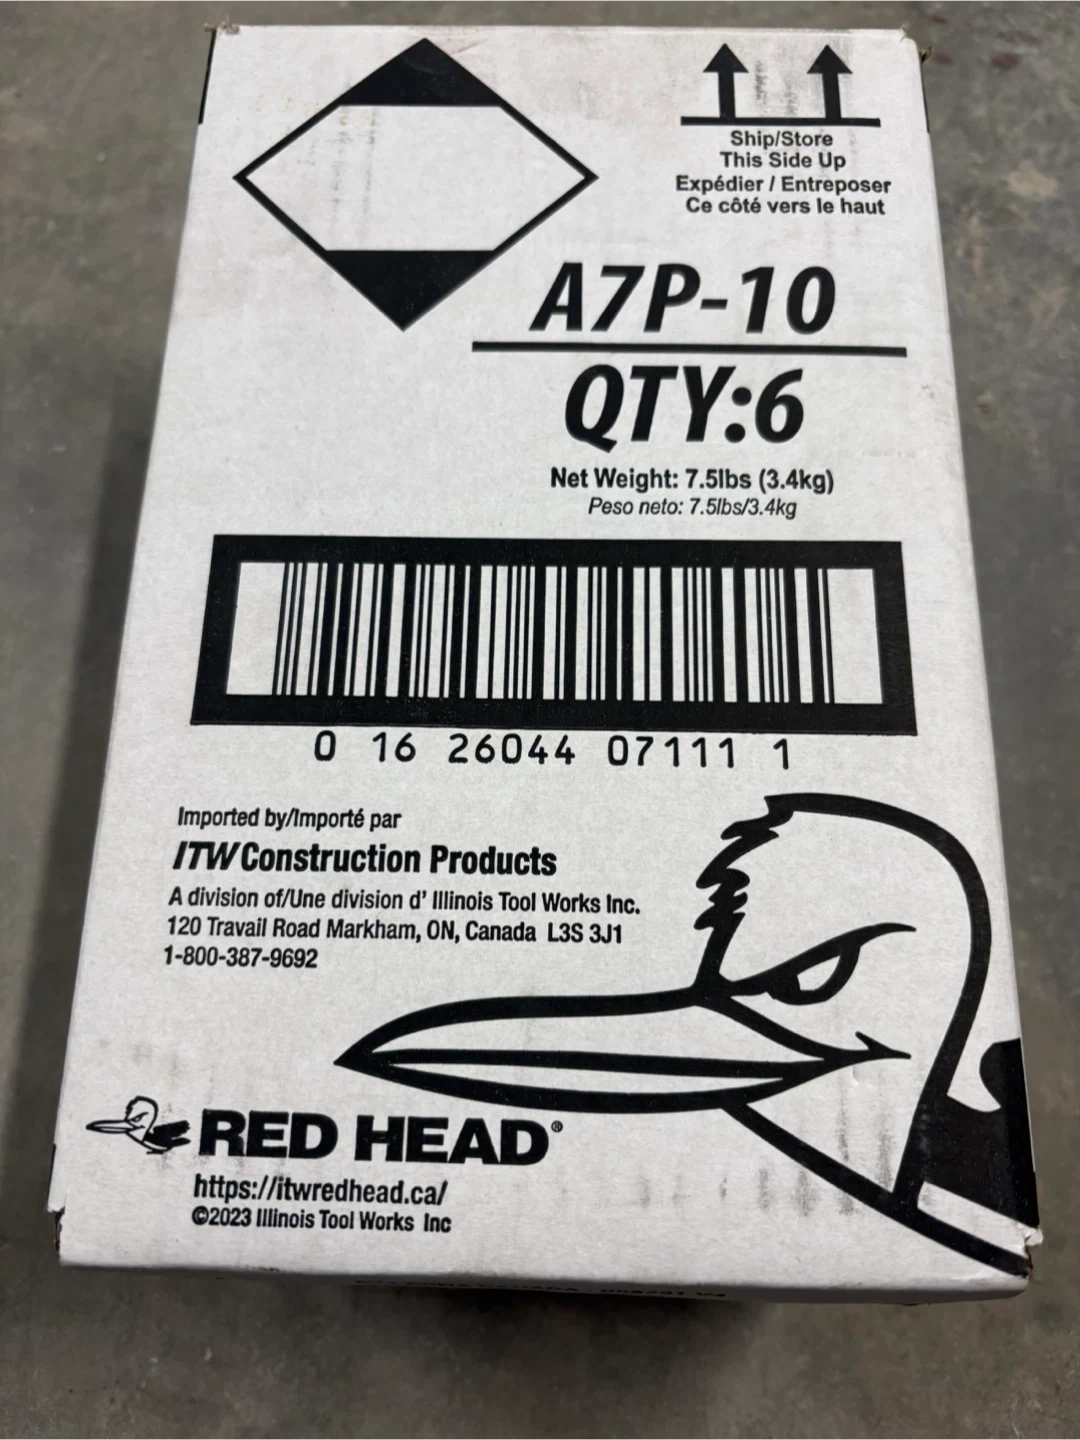 Ship/Store
This Side Up
Expédier / Entreposer
Ce côté vers le haut
A7P-10
QTY:6
Net Weight: 7.5lbs (3.4kg)
Peso neto: 7.5lbs/3.4kg
0 16 26044 07111 1
Imported by/Importé par
ITW Construction Products
A division of/Une division d' Illinois Tool Works Inc.
120 Travail Road Markham, ON, Canada L3S 3J1
1-800-387-9692
RED HEAD®
https://itwredhead.ca/
©2023 Illinois Tool Works Inc